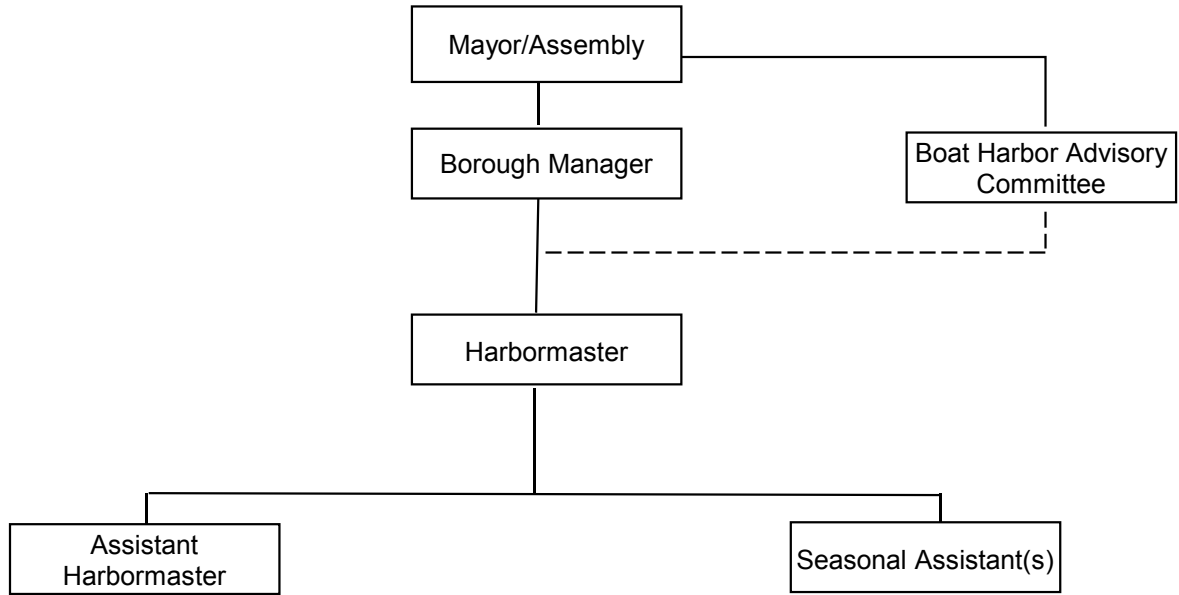 Mayor/Assembly
Borough Manager
Boat Harbor Advisory
Committee
Harbormaster
Assistant
Harbormaster
Seasonal Assistant(s)